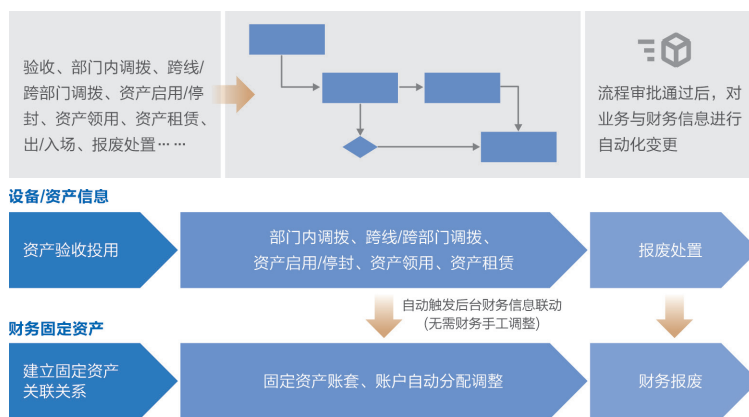 验收、部门内调拨、跨线/
跨部门调拨、资产启用/停
封、资产领用、资产租赁、
出/入场、报废处置……
流程审批通过后，对
业务与财务信息进行
自动化变更
设备/资产信息
资产验收投用
部门内调拨、跨线/跨部门调拨、
资产启用/停封、资产领用、资产租赁
报废处置
自动触发后台财务信息联动
(无需财务手工调整)
财务固定资产
建立固定资产
关联关系
固定资产账套、账户自动分配调整
财务报废